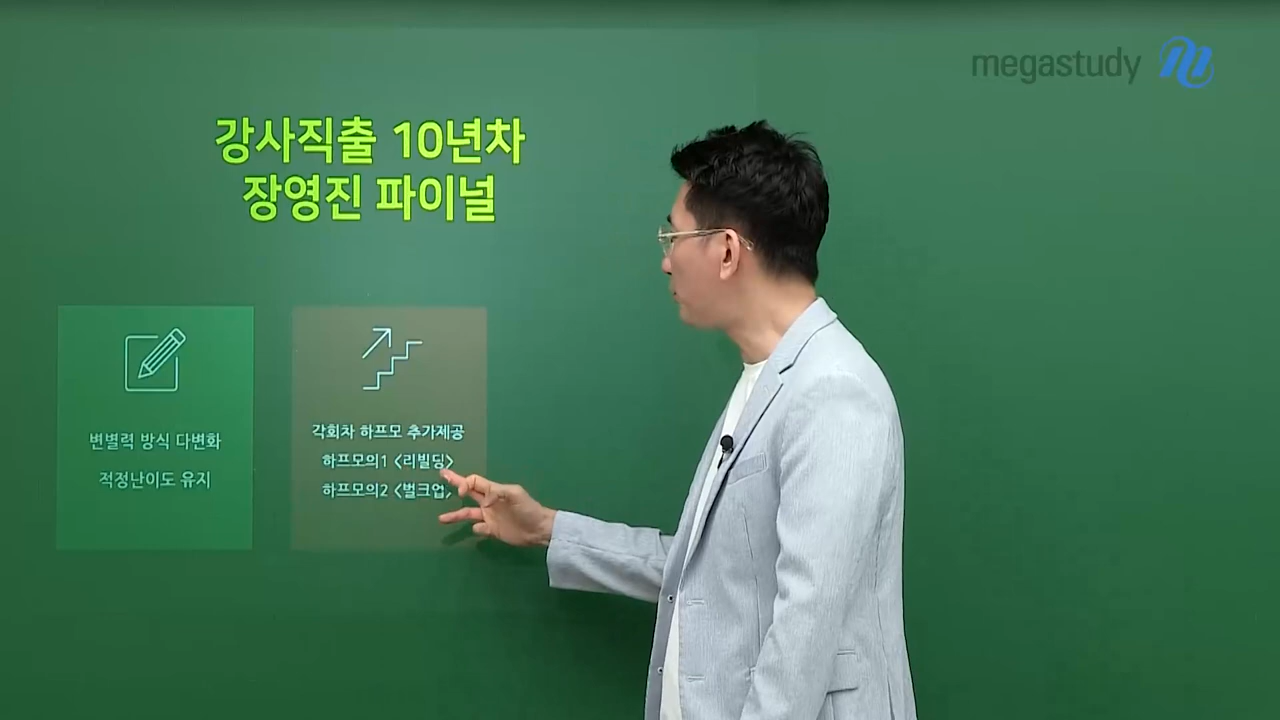 megastudy
강사직출 10년차
장영진 파이널
변별력 방식 다변화
적정난이도 유지
각회차 하프모 추가제공
하프모의1 <리빌딩>
하프모의2 <벌크업>